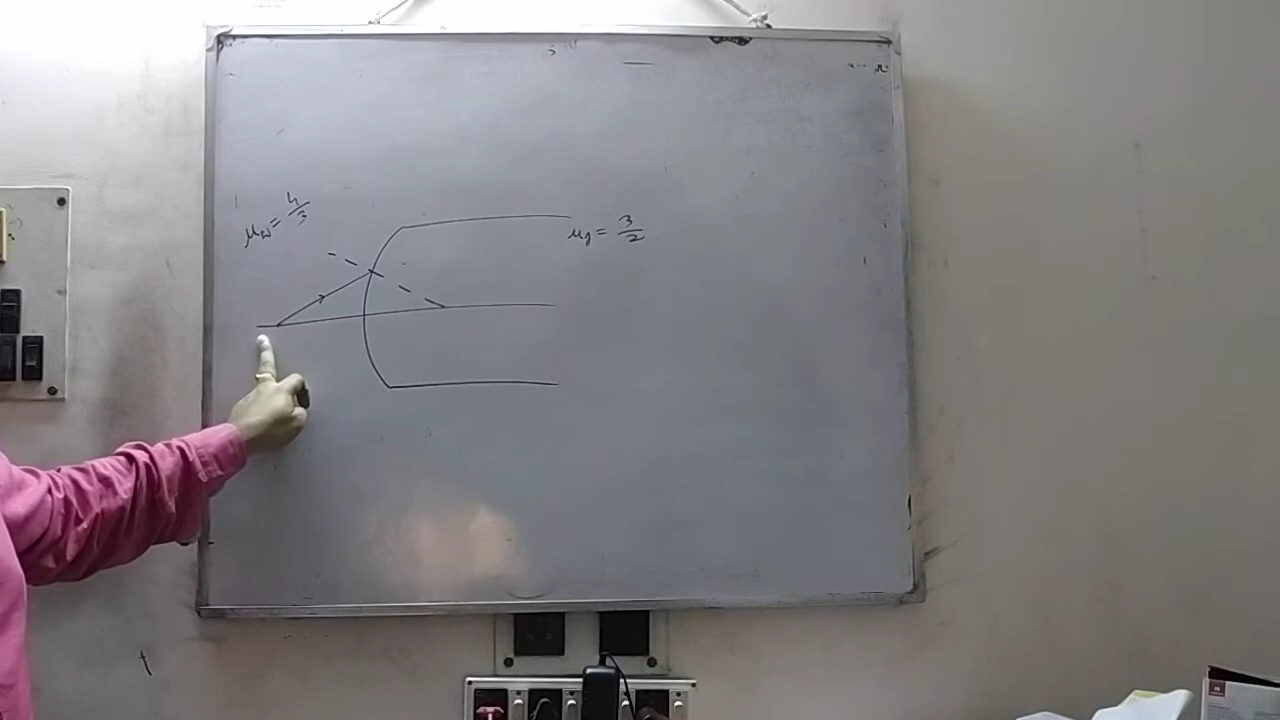 μw = 4/3
μg = 3/2